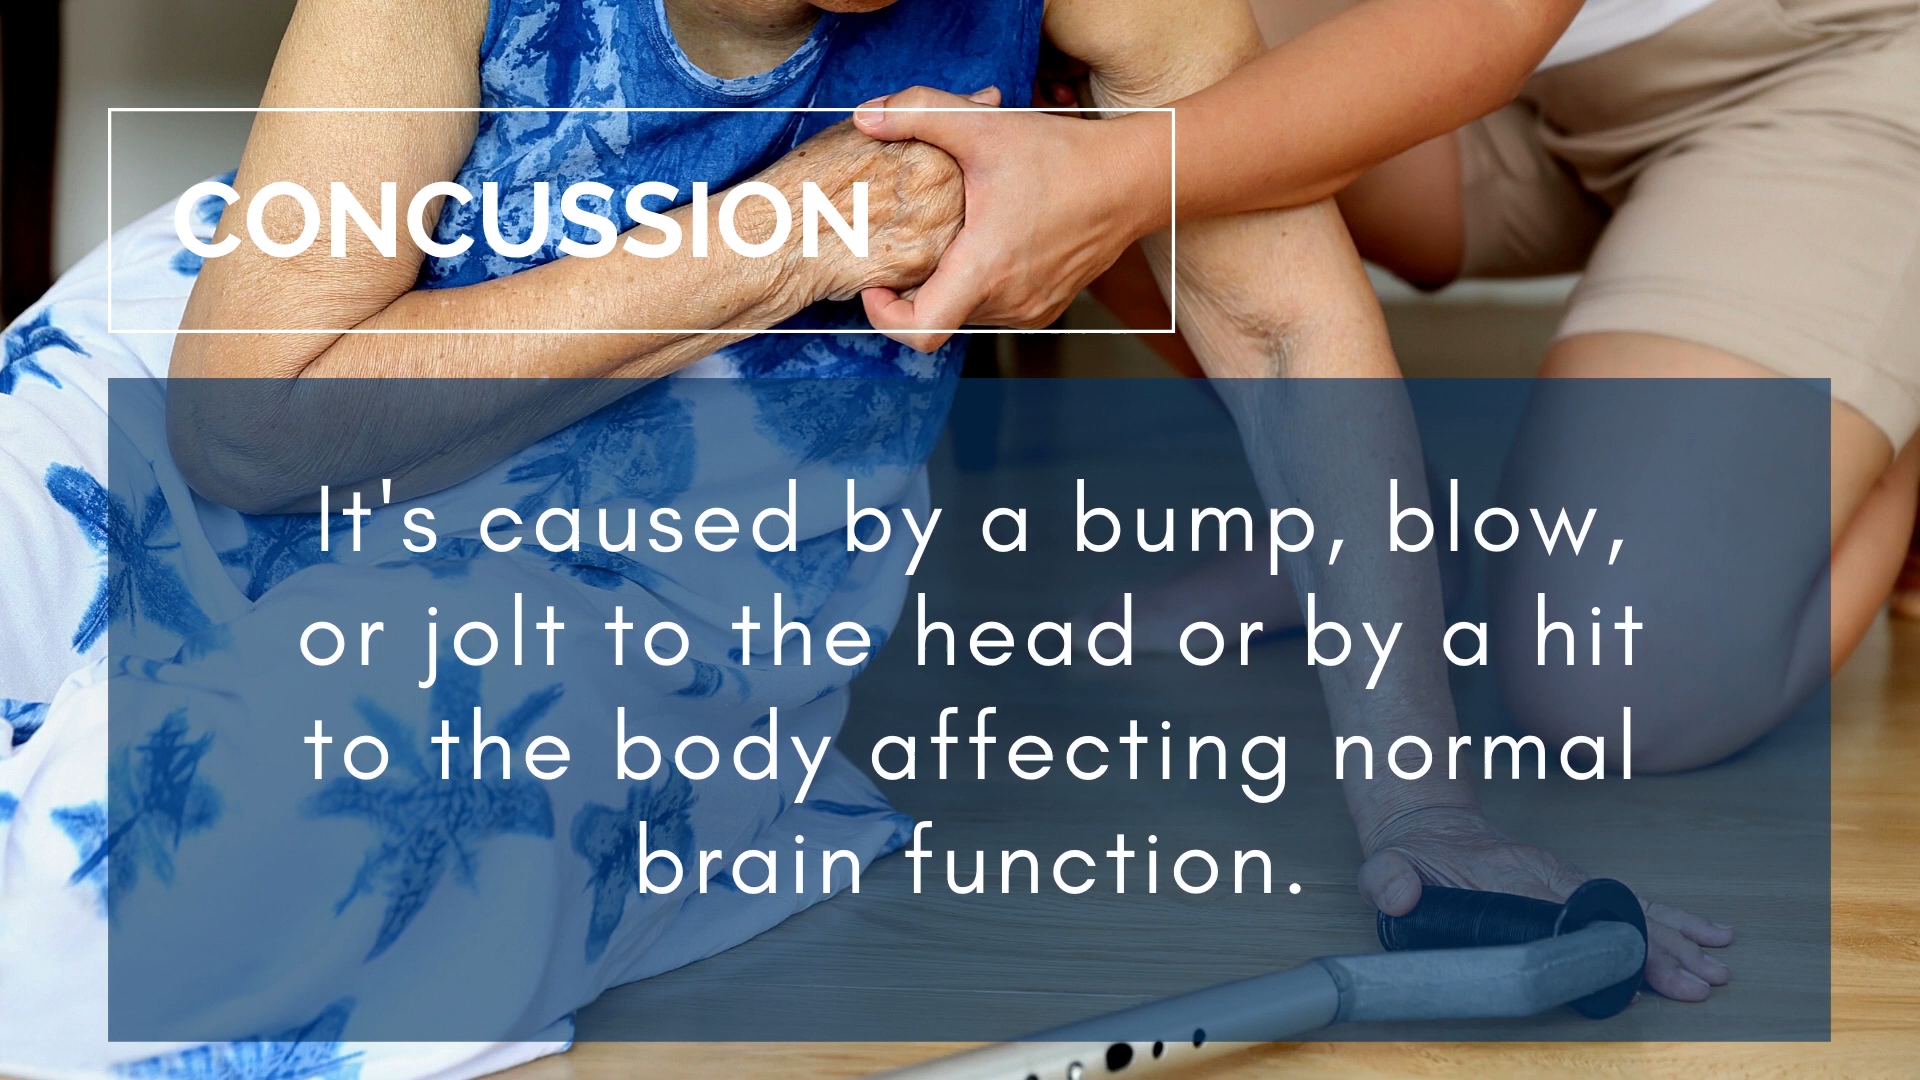 CONCUSSION
It's caused by a bump, blow,
or jolt to the head or by a hit
to the body affecting normal
brain function.